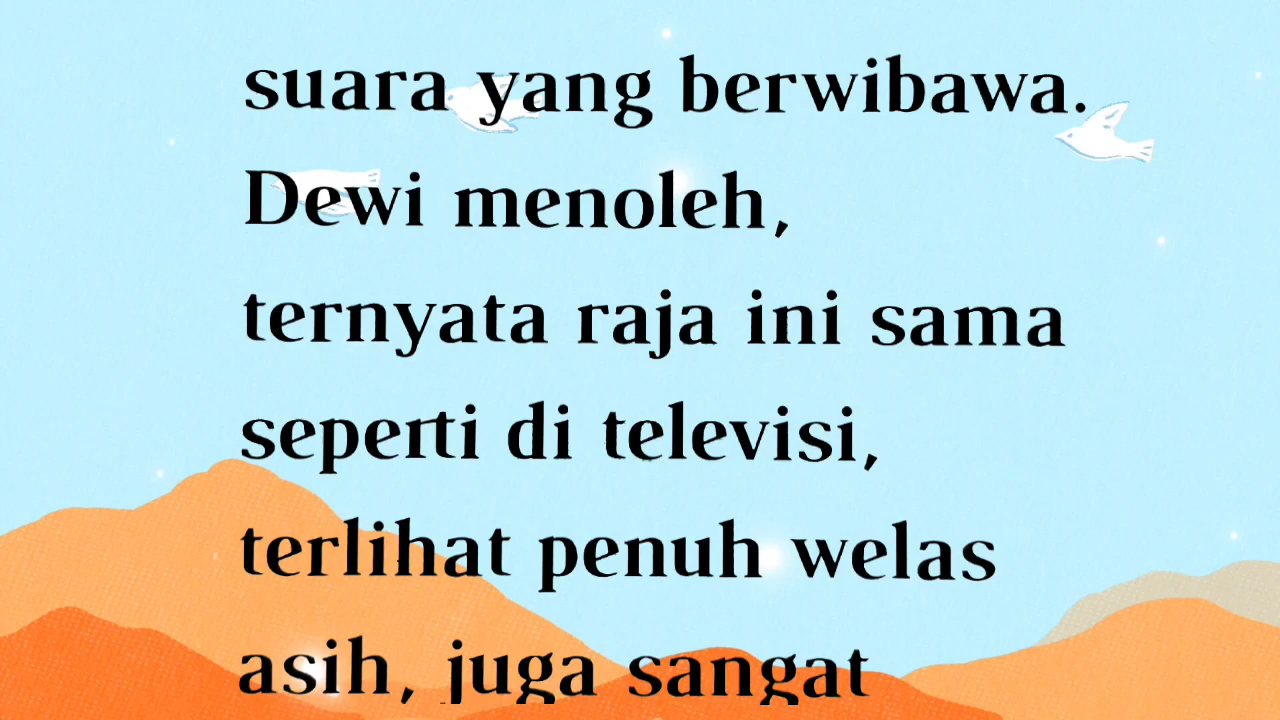 suara yang berwibawa.
Dewi menoleh,
ternyata raja ini sama
seperti di televisi,
terlihat penuh welas
asih, juga sangat